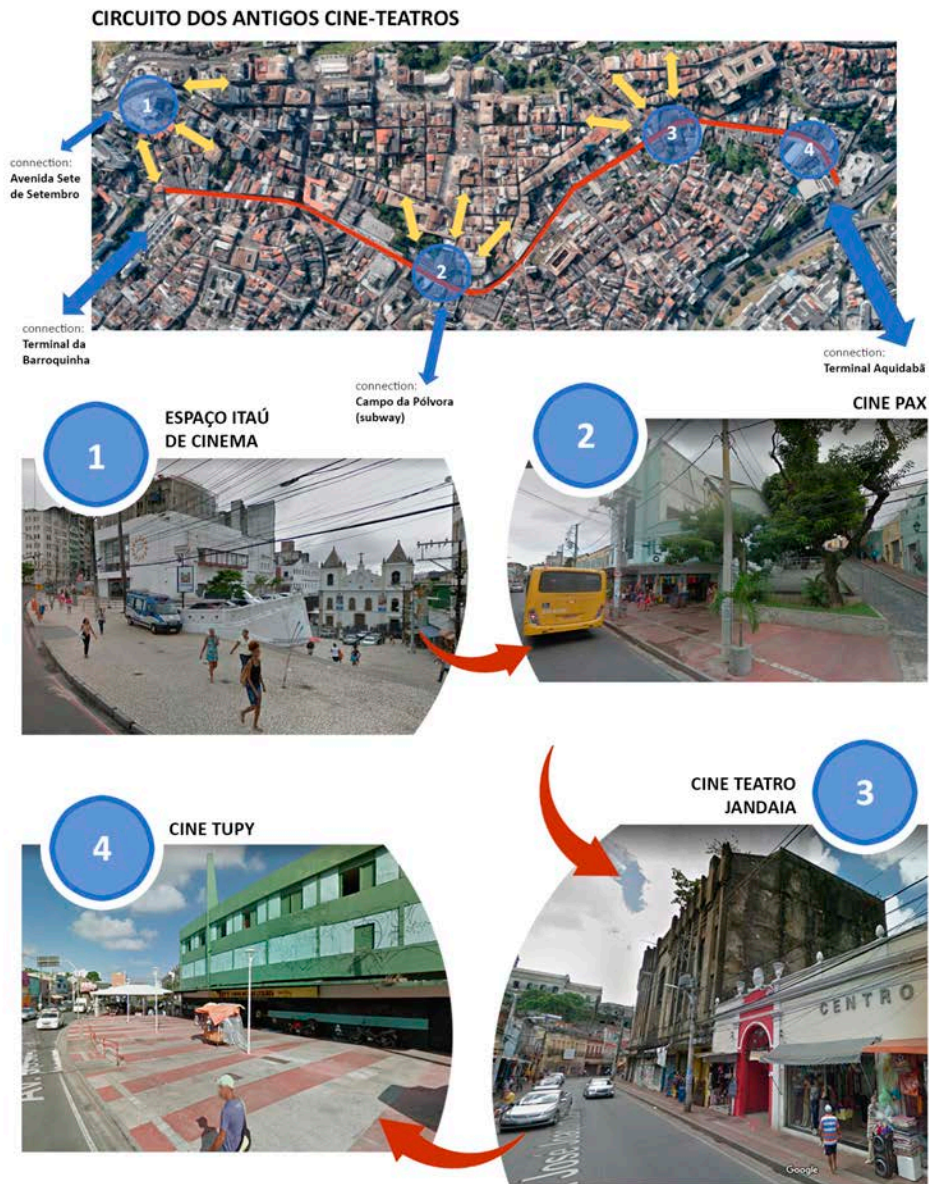 CIRCUITO DOS ANTIGOS CINE-TEATROS
1
2
3
4
connection:
Avenida Sete
de Setembro
connection:
Terminal da
Barroquinha
connection:
Campo da Pólvora
(subway)
connection:
Terminal Aquidabã
1
ESPAÇO ITAÚ
DE CINEMA
2
CINE PAX
4
CINE TUPY
CINE TEATRO
JANDAIA
3
CENTRO
José Joa
Google